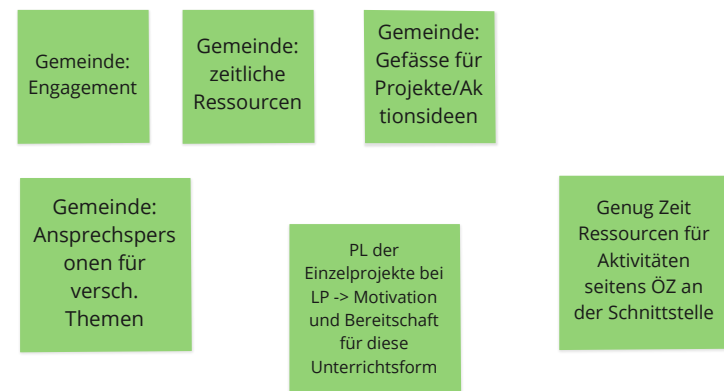 Gemeinde:
Engagement
Gemeinde:
zeitliche
Ressourcen
Gemeinde:
Gefässe für
Projekte/Ak
tionsideen
Gemeinde:
Ansprechspers
onen für
versch.
Themen
PL der
Einzelprojekte bei
LP -> Motivation
und Bereitschaft
für diese
Unterrichtsform
Genug Zeit
Ressourcen für
Aktivitäten
seitens ÖZ an
der Schnittstelle